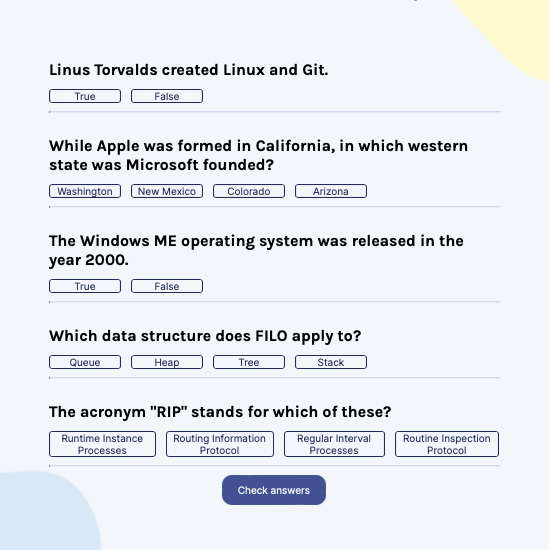 Linus Torvalds created Linux and Git.
True False
While Apple was formed in California, in which western
state was Microsoft founded?
Washington New Mexico Colorado Arizona
The Windows ME operating system was released in the
year 2000.
True False
Which data structure does FILO apply to?
Queue Heap Tree Stack
The acronym "RIP" stands for which of these?
Runtime Instance Processes Routing Information Protocol Regular Interval Processes Routine Inspection Protocol
Check answers